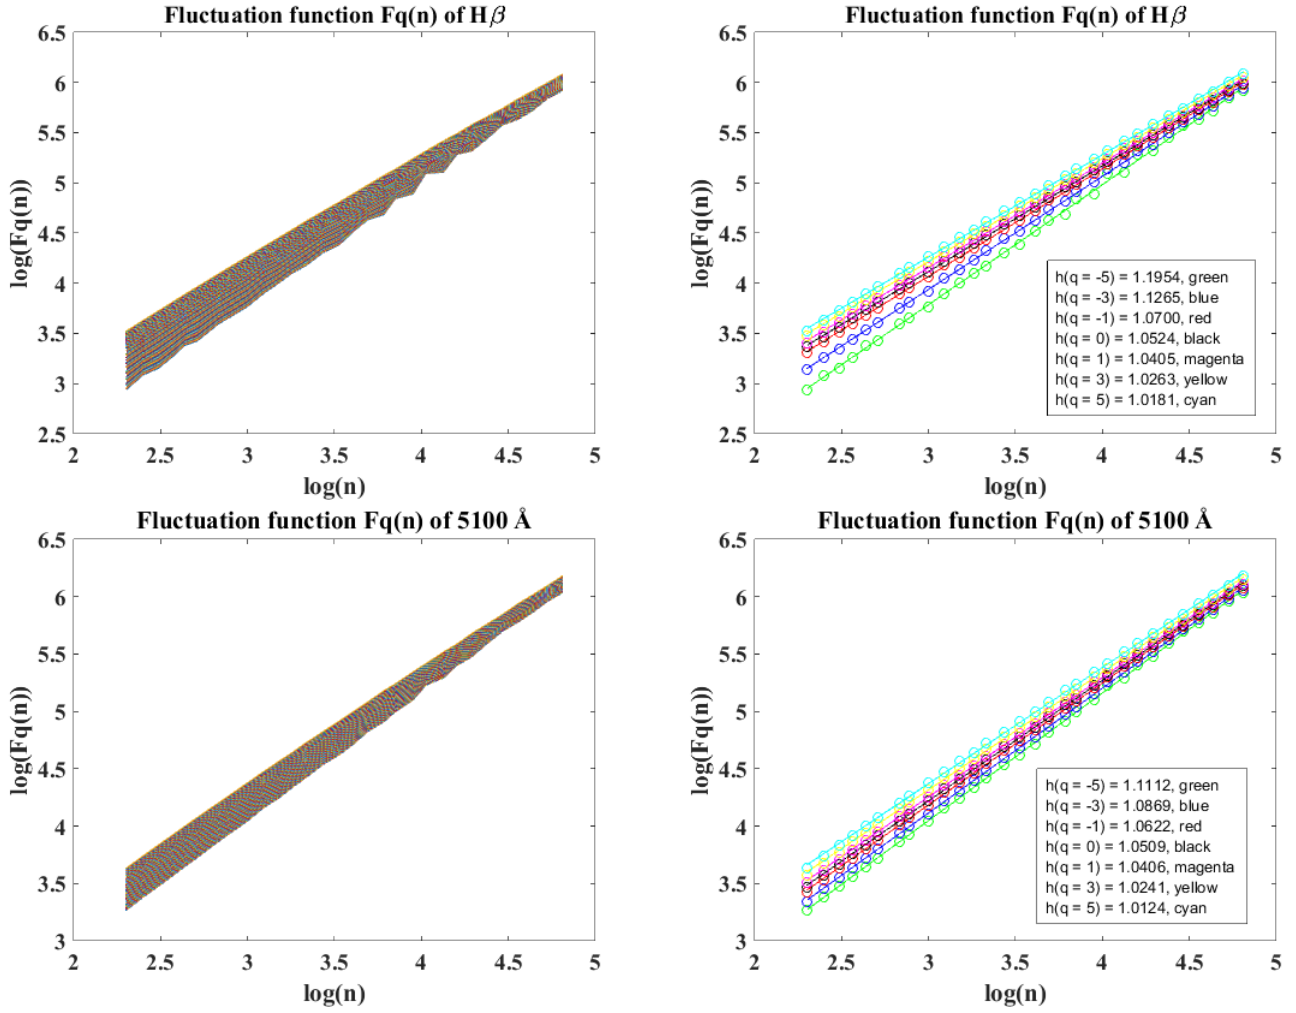 Fluctuation function Fq(n) of Hβ
6.5
6
5.5
5
4.5
4
3.5
3
2.5
log(Fq(n))
2 2.5 3 3.5 4 4.5 5
log(n)
Fluctuation function Fq(n) of Hβ
6.5
6
5.5
5
4.5
4
3.5
3
2.5
log(Fq(n))
h(q = -5) = 1.1954, green
h(q = -3) = 1.1265, blue
h(q = -1) = 1.0700, red
h(q = 0) = 1.0524, black
h(q = 1) = 1.0405, magenta
h(q = 3) = 1.0263, yellow
h(q = 5) = 1.0181, cyan
2 2.5 3 3.5 4 4.5 5
log(n)
Fluctuation function Fq(n) of 5100 Å
6.5
6
5.5
5
4.5
4
3.5
3
log(Fq(n))
2 2.5 3 3.5 4 4.5 5
log(n)
Fluctuation function Fq(n) of 5100 Å
6.5
6
5.5
5
4.5
4
3.5
3
log(Fq(n))
h(q = -5) = 1.1112, green
h(q = -3) = 1.0869, blue
h(q = -1) = 1.0622, red
h(q = 0) = 1.0509, black
h(q = 1) = 1.0406, magenta
h(q = 3) = 1.0241, yellow
h(q = 5) = 1.0124, cyan
2 2.5 3 3.5 4 4.5 5
log(n)